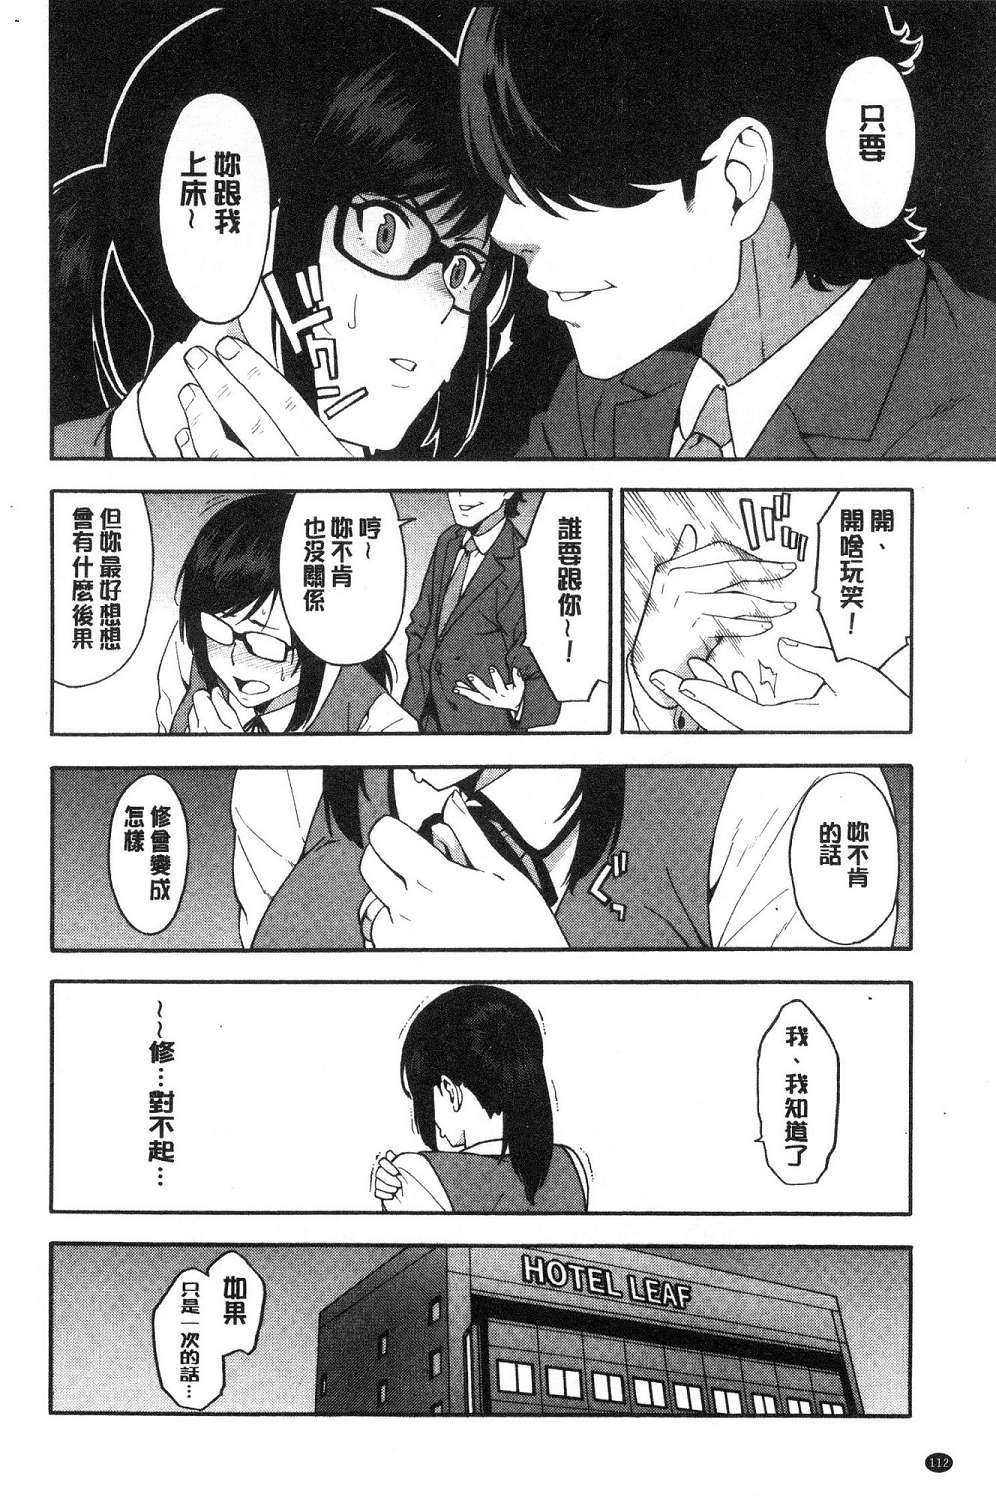 只要
妳跟我
上床~
ドクン
開、
開啥玩笑！
誰要跟你~！
哼~
妳不肯
也沒關係
但妳最好想想
會有什麼後果
妳不肯
的話
修會變成
怎樣
我、我知道了
~~修…對不起…
HOTEL LEAF
如果
只是一次的話…
112